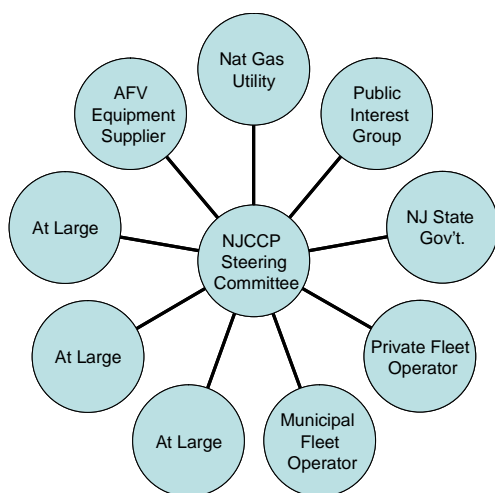 Nat Gas
Utility
Public
Interest
Group
NJ State
Gov't.
Private Fleet
Operator
Municipal
Fleet
Operator
At Large
At Large
At Large
AFV
Equipment
Supplier
NJCCP
Steering
Committee